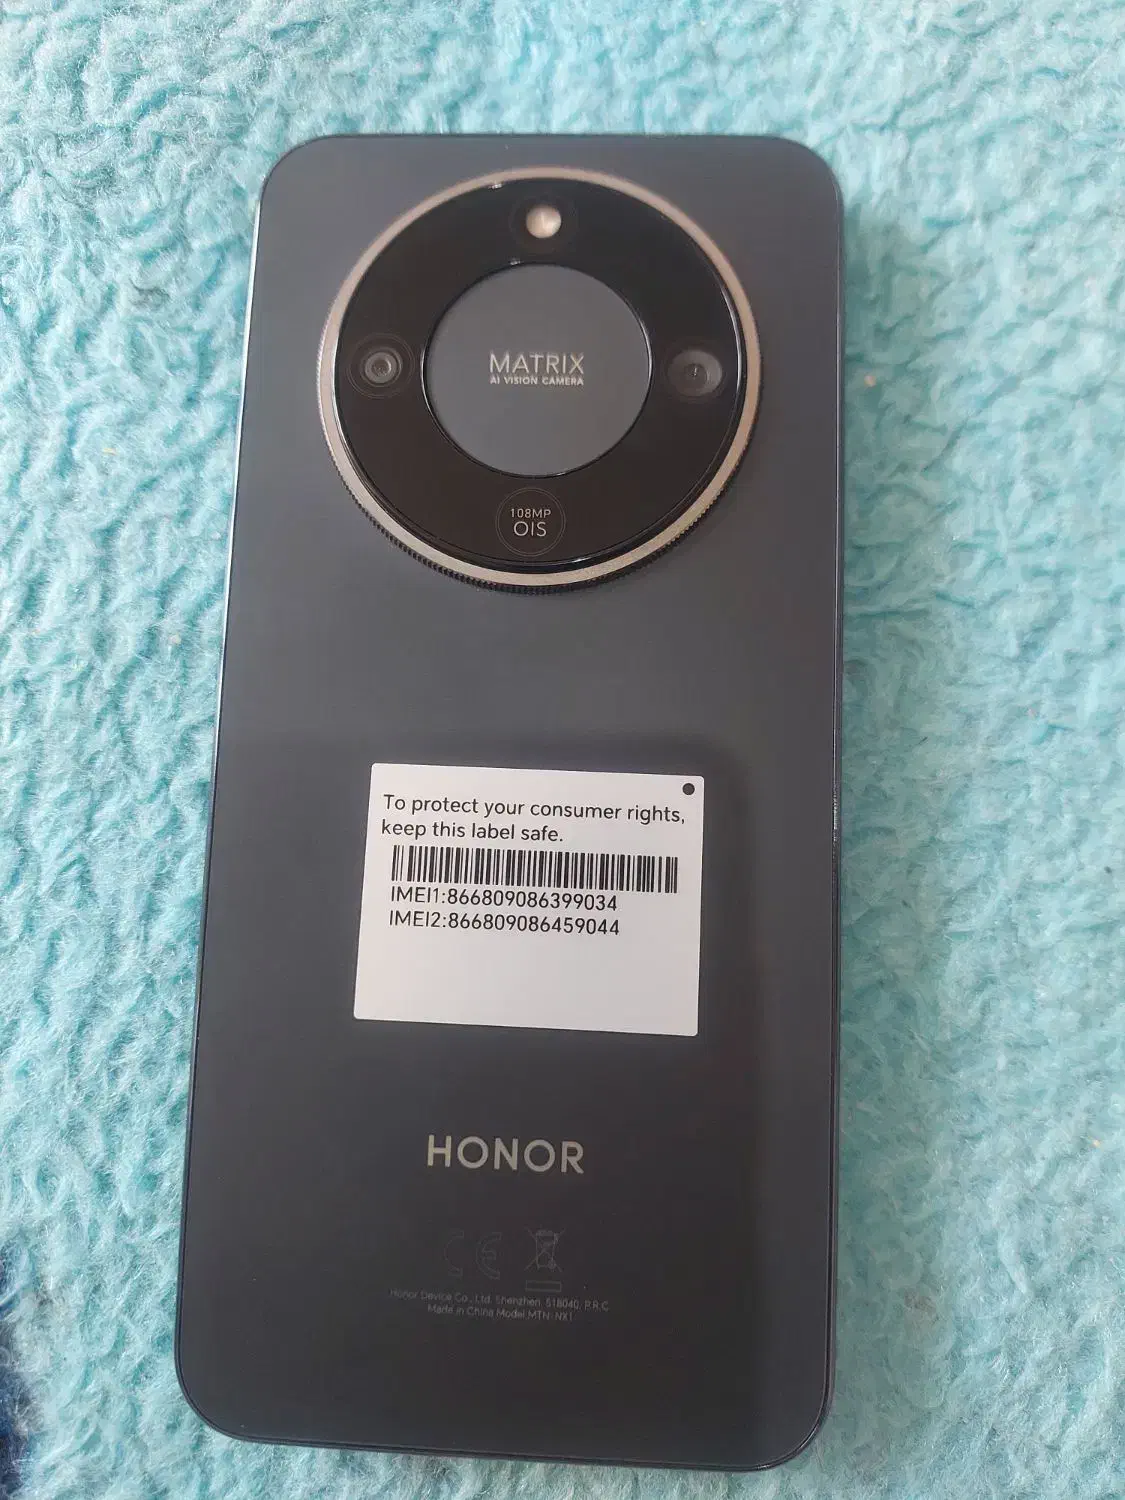 MATRIX
AI VISION CAMERA
108MP
OIS
To protect your consumer rights,
keep this label safe.
IMEI1:866809086399034
IMEI2:866809086459044
HONOR
CE
Honor Device Co., Ltd. Shenzhen 518040, P.R.C
Made in China Model MTN-NX1